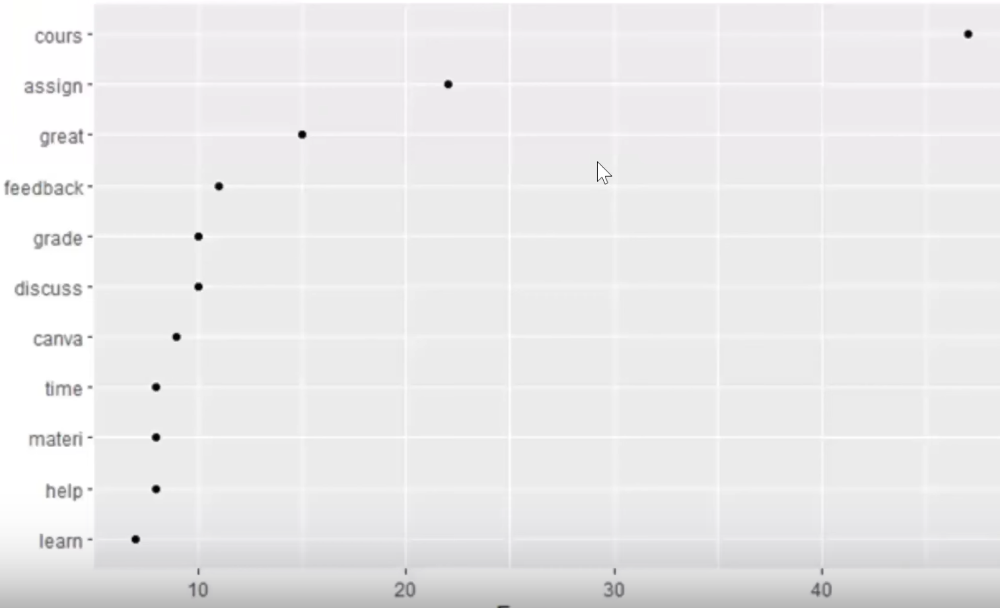 cours
assign
great
feedback
grade
discuss
canva
time
materi
help
learn
10 20 30 40